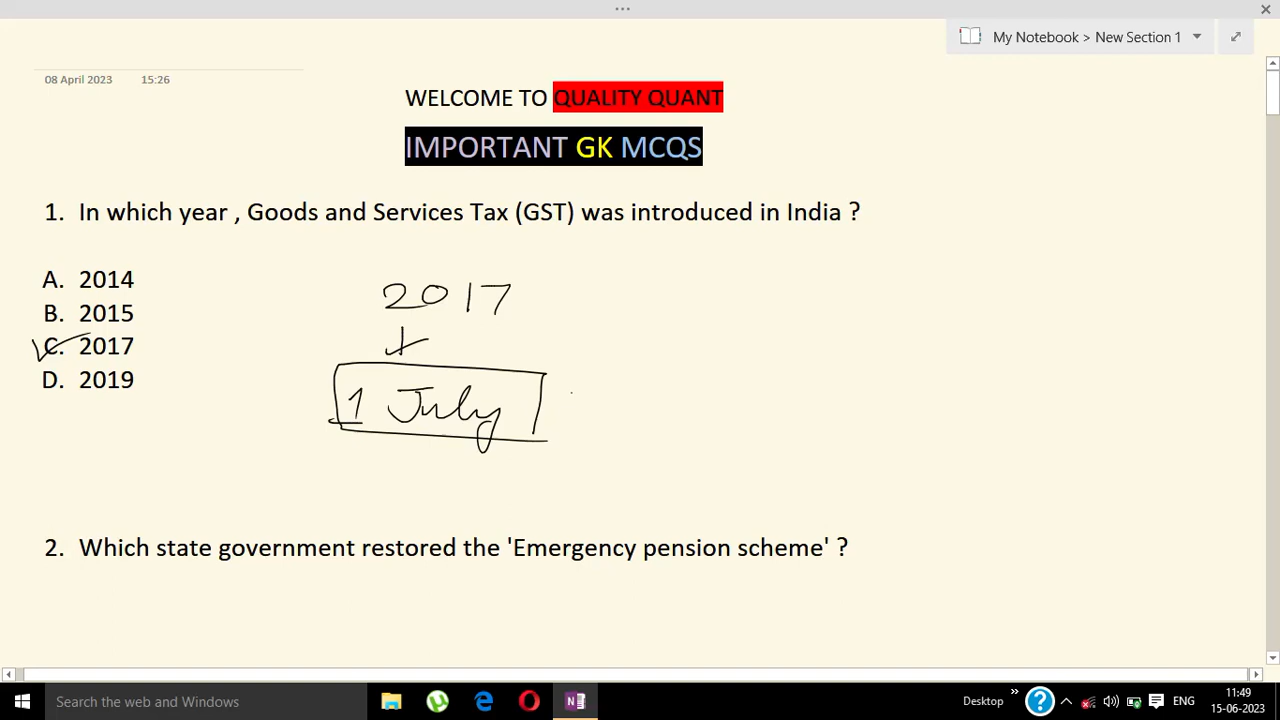 My Notebook > New Section 1
08 April 2023 15:26
WELCOME TO QUALITY QUANT
IMPORTANT GK MCQS
1. In which year , Goods and Services Tax (GST) was introduced in India ?
A. 2014
B. 2015
C. 2017
D. 2019
2017
1 July
2. Which state government restored the 'Emergency pension scheme' ?
Search the web and Windows
Desktop
ENG
11:49
15-06-2023